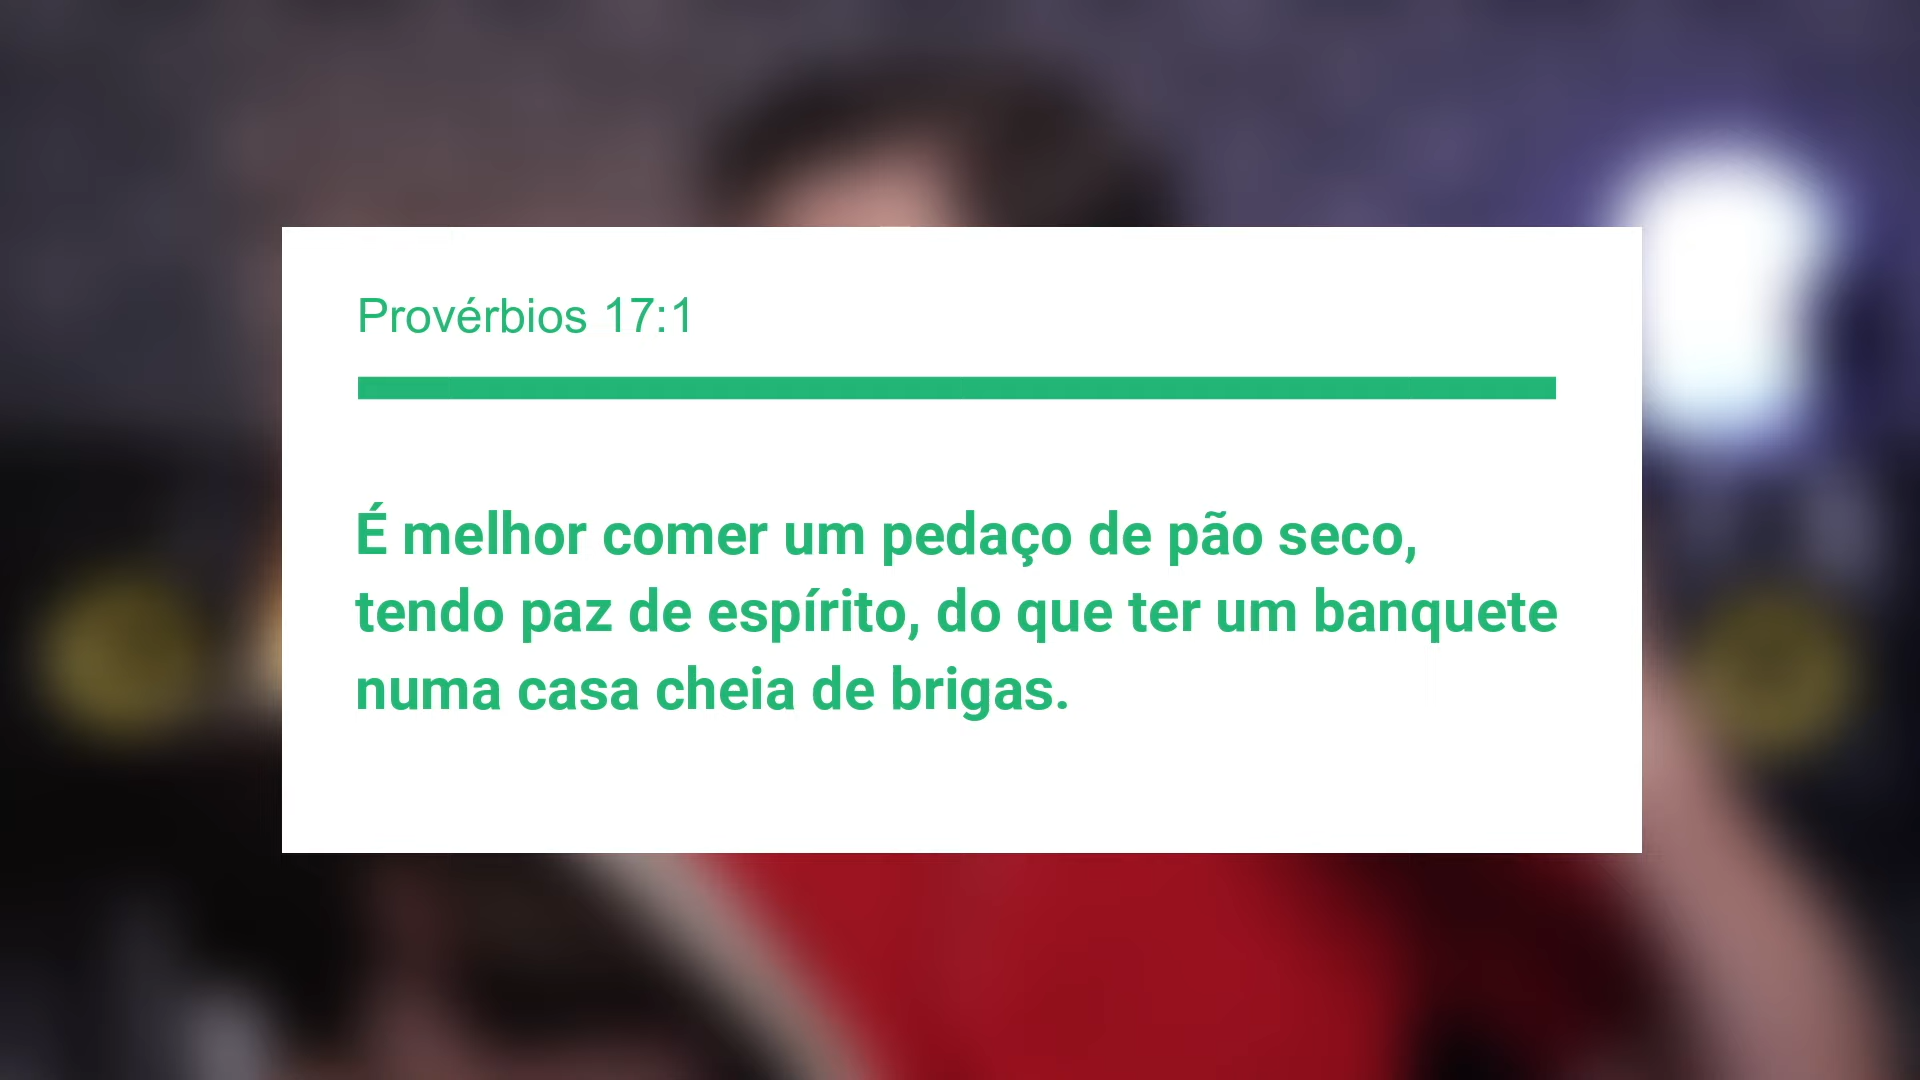 Provérbios 17:1
É melhor comer um pedaço de pão seco,
tendo paz de espírito, do que ter um banquete
numa casa cheia de brigas.